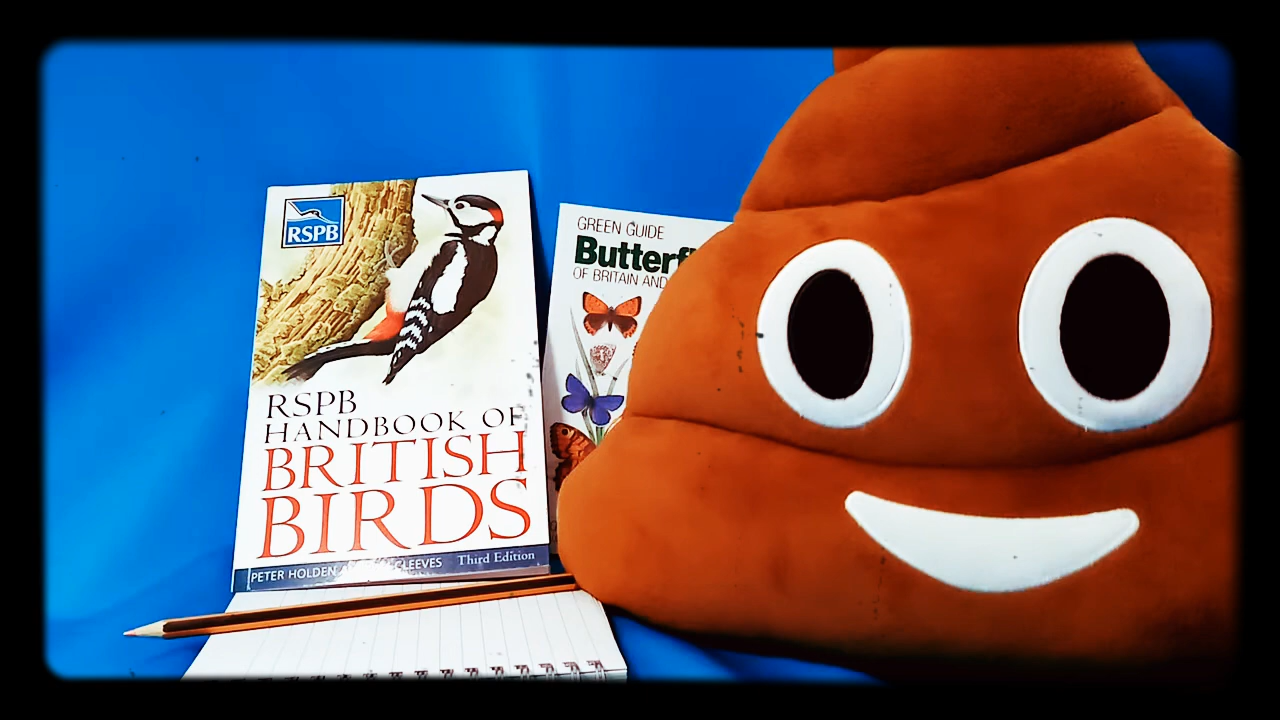 RSPB
RSPB
HANDBOOK OF
BRITISH
BIRDS
PETER HOLDEN CLEEVES Third Edition
GREEN GUIDE
Butterfl
OF BRITAIN AND